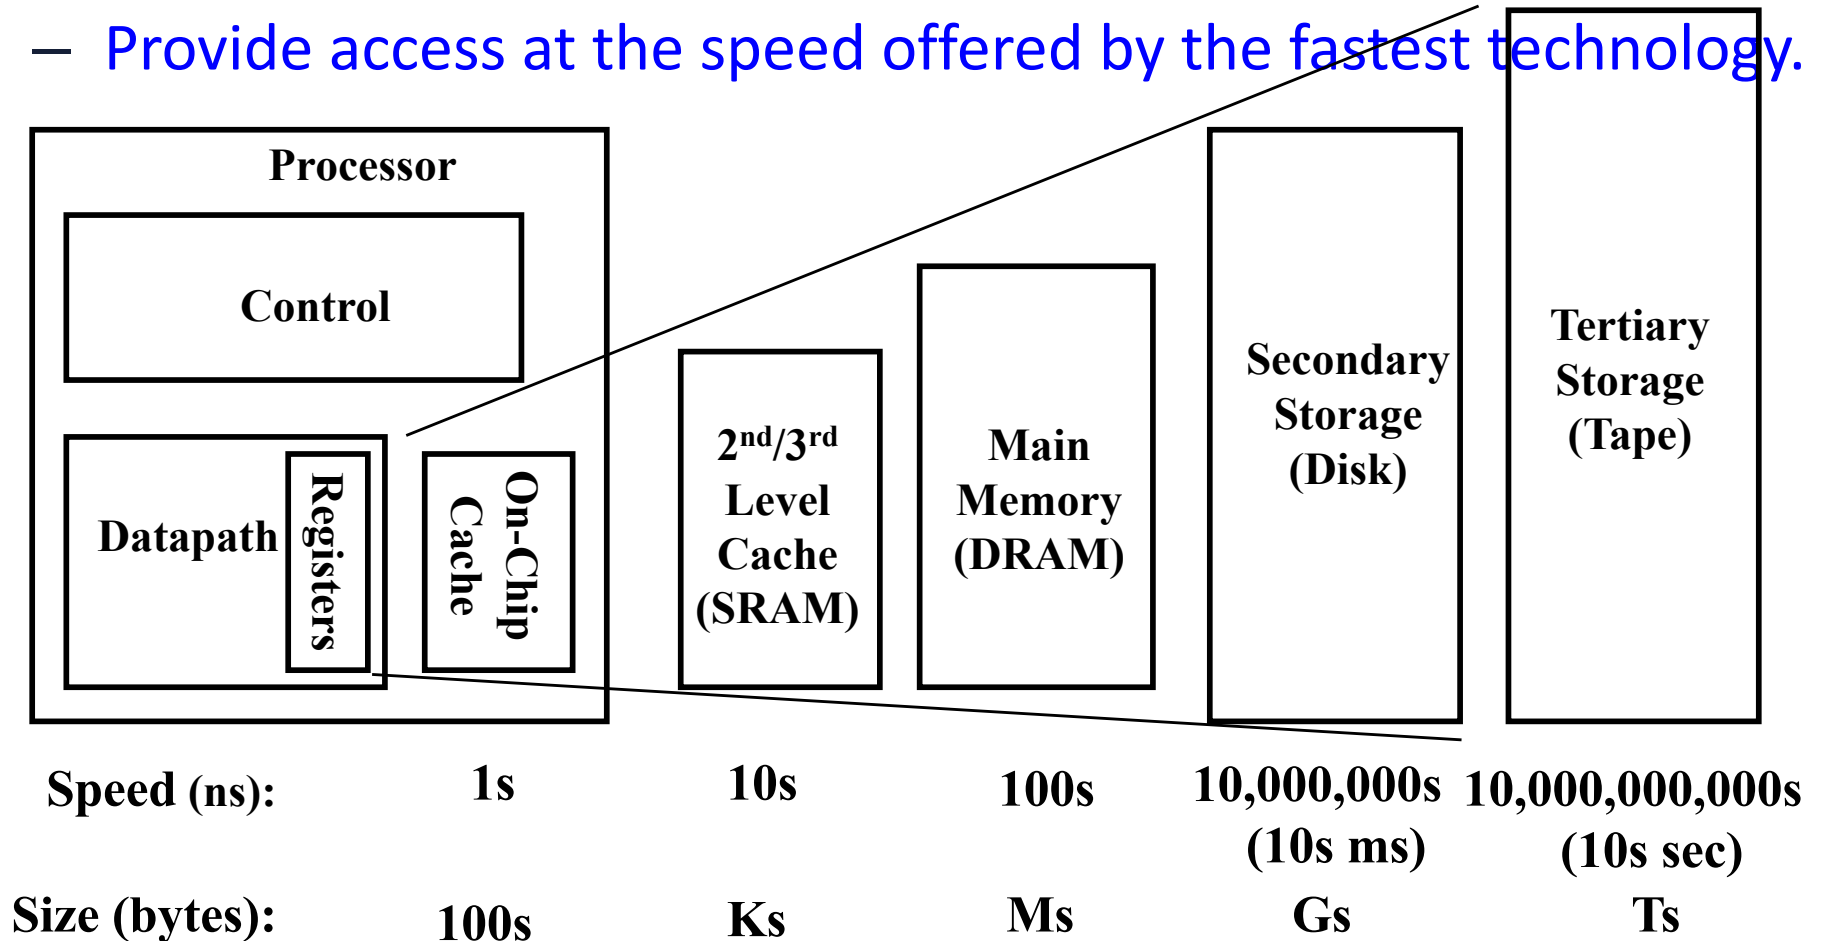 – Provide access at the speed offered by the fastest technology.
Processor
Control
Datapath
Registers
On-Chip
Cache
2nd/3rd
Level
Cache
(SRAM)
Main
Memory
(DRAM)
Secondary
Storage
(Disk)
Tertiary
Storage
(Tape)
Speed (ns): 1s 10s 100s 10,000,000s 10,000,000,000s
(10s ms) (10s sec)
Size (bytes): 100s Ks Ms Gs Ts